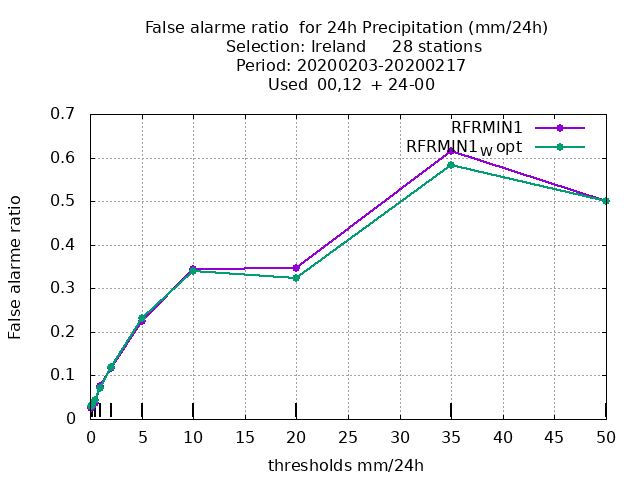 False alarme ratio  for 24h Precipitation (mm/24h)
Selection: Ireland     28 stations
Period: 20200203-20200217
Used  00,12  + 24-00
RFRMIN1
RFRMIN1W opt
0.7
0.6
0.5
0.4
0.3
0.2
0.1
0
False alarme ratio
0 5 10 15 20 25 30 35 40 45 50
thresholds mm/24h